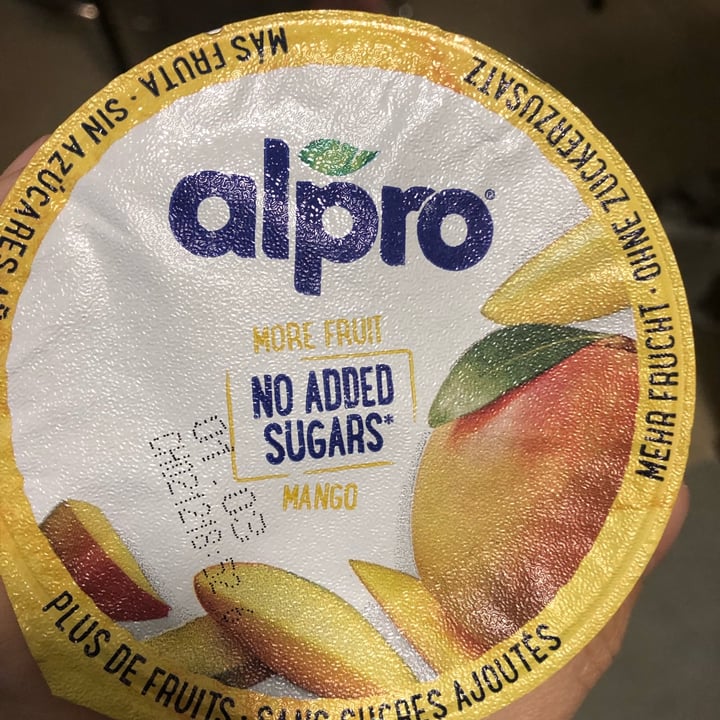 alpro®
MORE FRUIT
NO ADDED
SUGARS*
MANGO
MÁS FRUTA · SIN AZÚCARES
MEHR FRUCHT · OHNE ZUCKERZUSATZ
PLUS DE FRUITS · SANS SUCRES AJOUTÉS